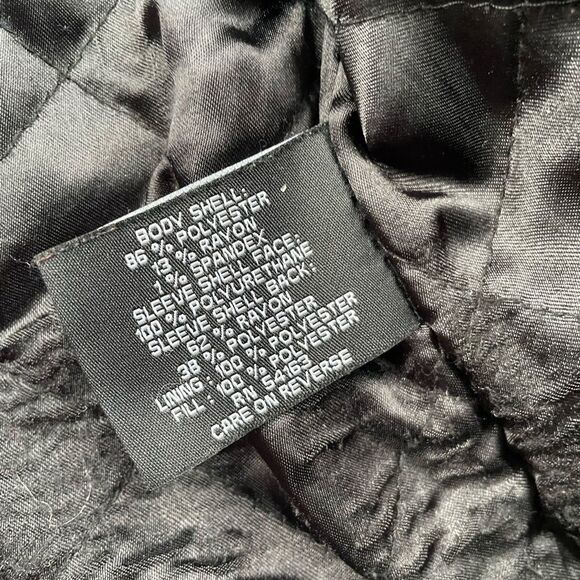 BODY SHELL:
86 % POLYESTER
13 % RAYON
1 % SPANDEX
SLEEVE SHELL FACE:
100 % POLYURETHANE
SLEEVE SHELL BACK:
62 % RAYON
38 % POLYESTER
LINING : 100 % POLYESTER
FILL : 100 % POLYESTER
RN 54163
CARE ON REVERSE